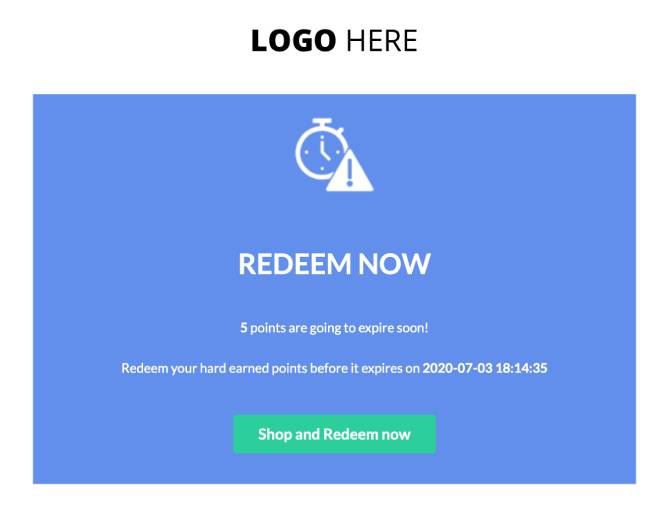 LOGO HERE
REDEEM NOW
5 points are going to expire soon!
Redeem your hard earned points before it expires on 2020-07-03 18:14:35
Shop and Redeem now